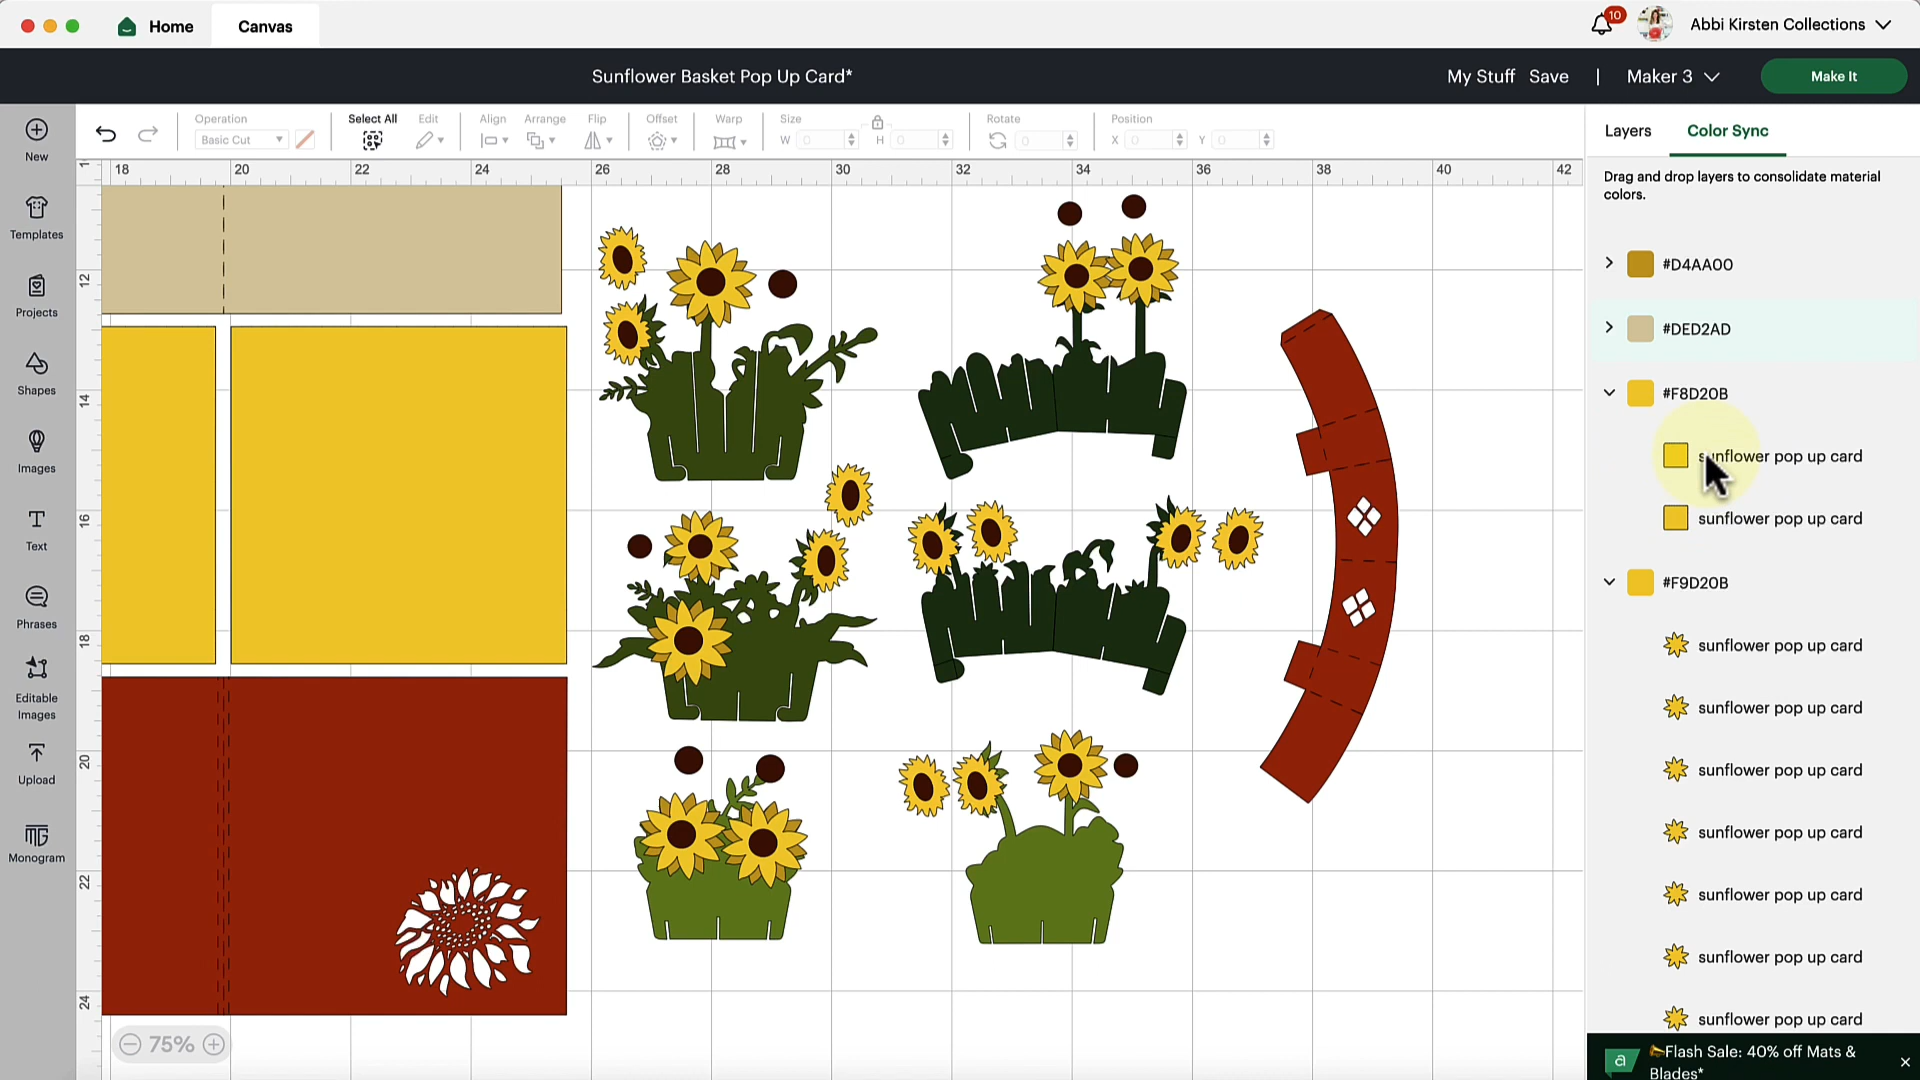 Home
Canvas
10
Abbi Kirsten Collections
Sunflower Basket Pop Up Card*
My Stuff
Save
|
Maker 3
Make It
New
Templates
Projects
Shapes
Images
Text
Phrases
Editable
Images
Upload
MG
Monogram
Operation
Basic Cut
Select All
Edit
Align
Arrange
Flip
Offset
Warp
Size
W 0
H 0
Rotate
0
Position
X 0
Y 0
18 20 22 24 26 28 30 32 34 36 38 40 42
12
14
16
18
20
22
24
75%
Layers
Color Sync
Drag and drop layers to consolidate material
colors.
#D4AA00
#DED2AD
#F8D20B
sunflower pop up card
sunflower pop up card
#F9D20B
sunflower pop up card
sunflower pop up card
sunflower pop up card
sunflower pop up card
sunflower pop up card
sunflower pop up card
sunflower pop up card
a
Flash Sale: 40% off Mats &
Blades*